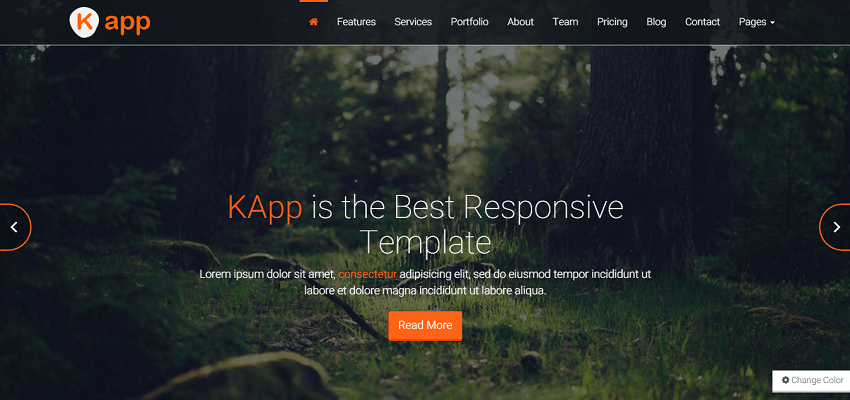 K app
Features Services Portfolio About Team Pricing Blog Contact Pages
KApp is the Best Responsive
Template
Lorem ipsum dolor sit amet, consectetur adipisicing elit, sed do eiusmod tempor incididunt ut
labore et dolore magna incididunt ut labore aliqua.
Read More
Change Color